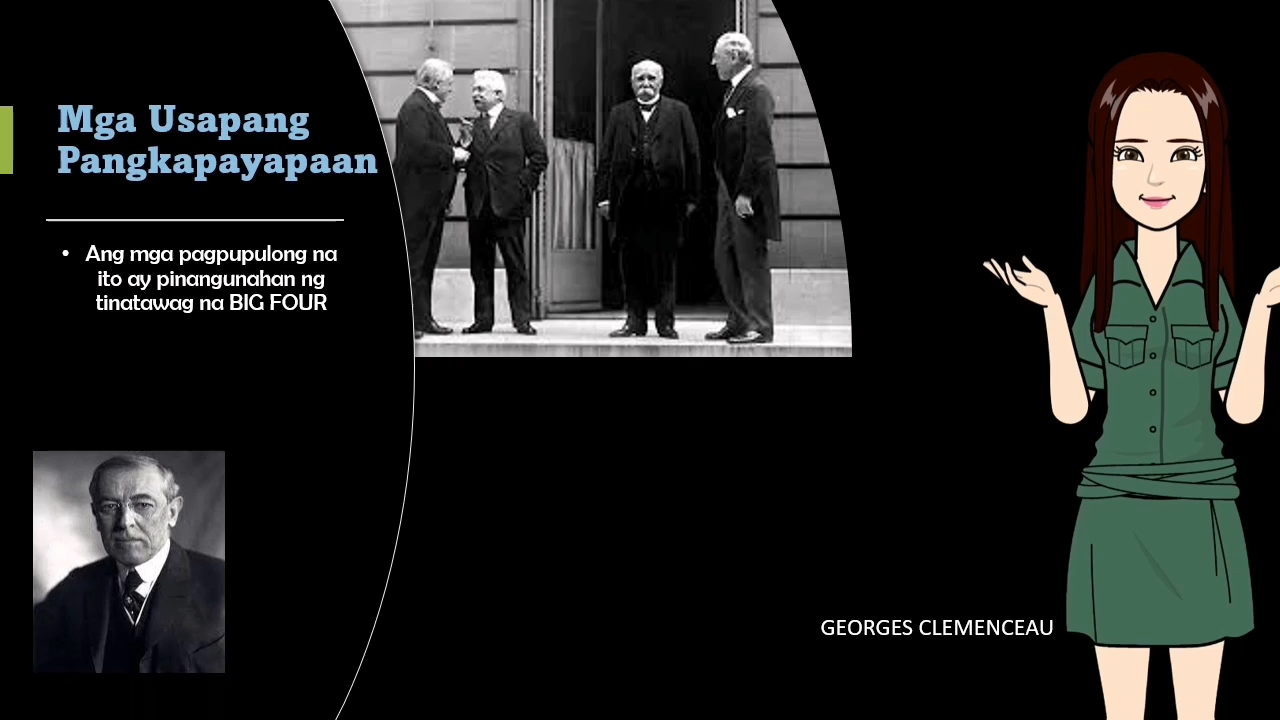 Mga Usapang
Pangkapayapaan
• Ang mga pagpupulong na
ito ay pinangunahan ng
tinatawag na BIG FOUR
GEORGES CLEMENCEAU